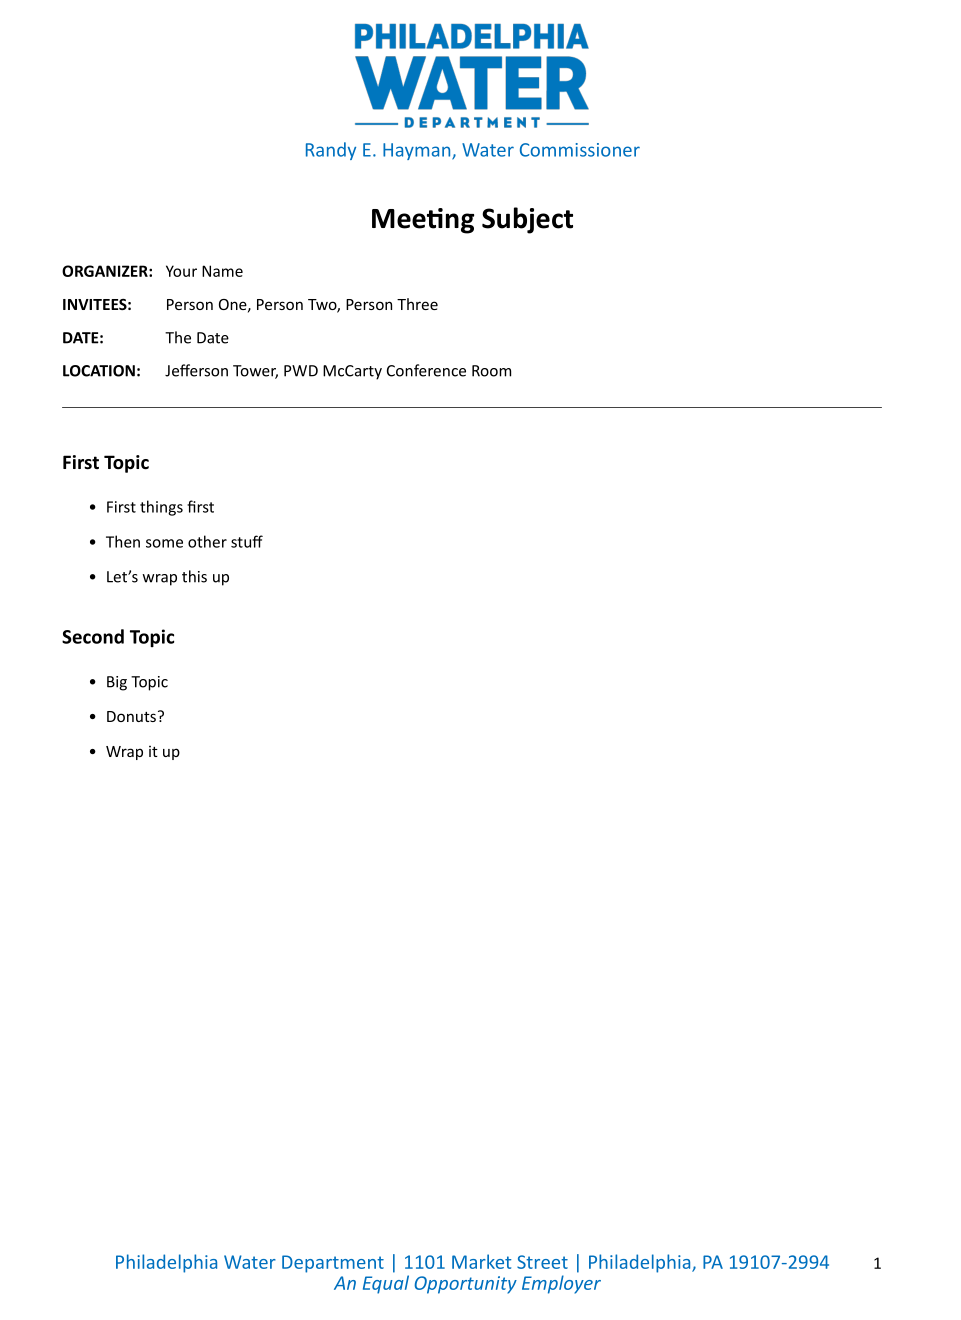 PHILADELPHIA
WATER
DEPARTMENT
Randy E. Hayman, Water Commissioner
Meeting Subject
ORGANIZER: Your Name
INVITEES: Person One, Person Two, Person Three
DATE: The Date
LOCATION: Jefferson Tower, PWD McCarty Conference Room
First Topic
• First things first
• Then some other stuff
• Let’s wrap this up
Second Topic
• Big Topic
• Donuts?
• Wrap it up
Philadelphia Water Department | 1101 Market Street | Philadelphia, PA 19107-2994 1
An Equal Opportunity Employer